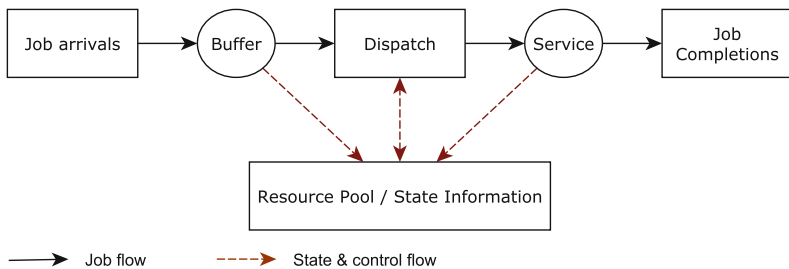 Job arrivals
Buffer
Dispatch
Service
Job
Completions
Resource Pool / State Information
Job flow
State & control flow